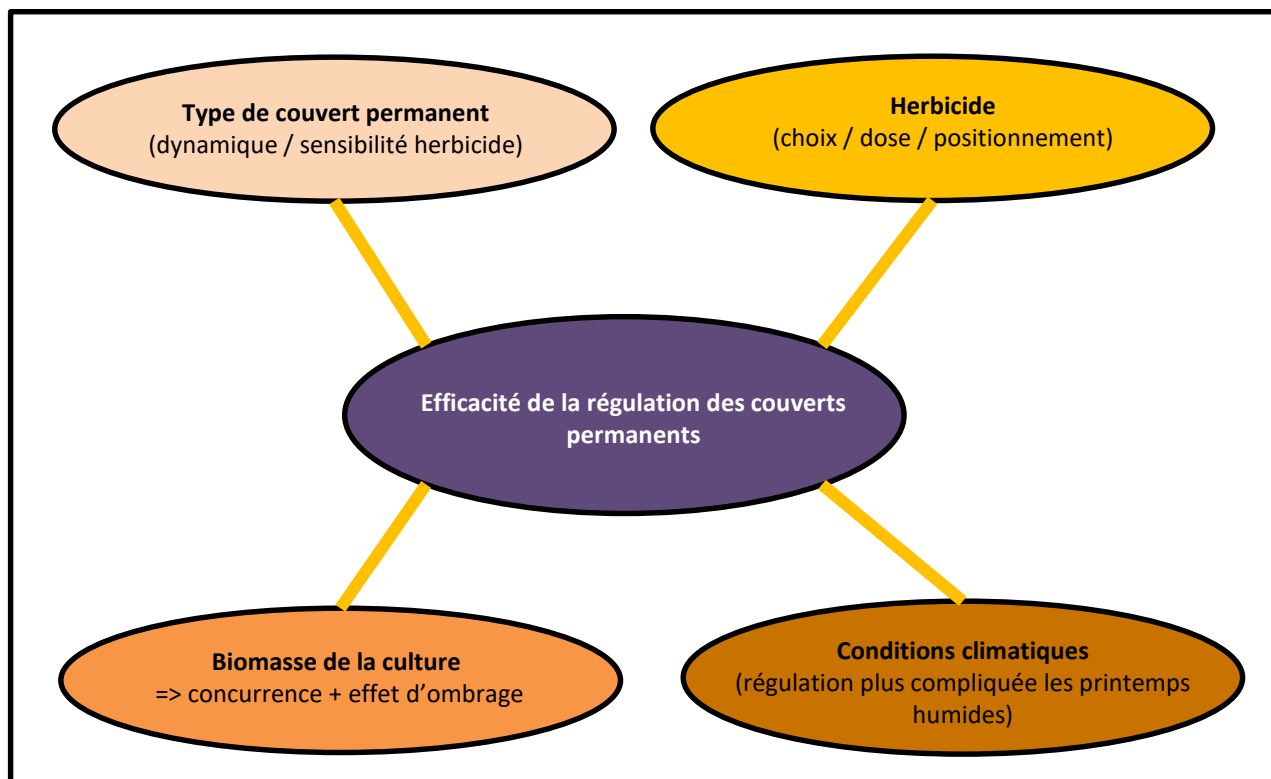 Type de couvert permanent
(dynamique / sensibilité herbicide)
Herbicide
(choix / dose / positionnement)
Efficacité de la régulation des couverts
permanents
Biomasse de la culture
=> concurrence + effet d’ombrage
Conditions climatiques
(régulation plus compliquée les printemps
humides)